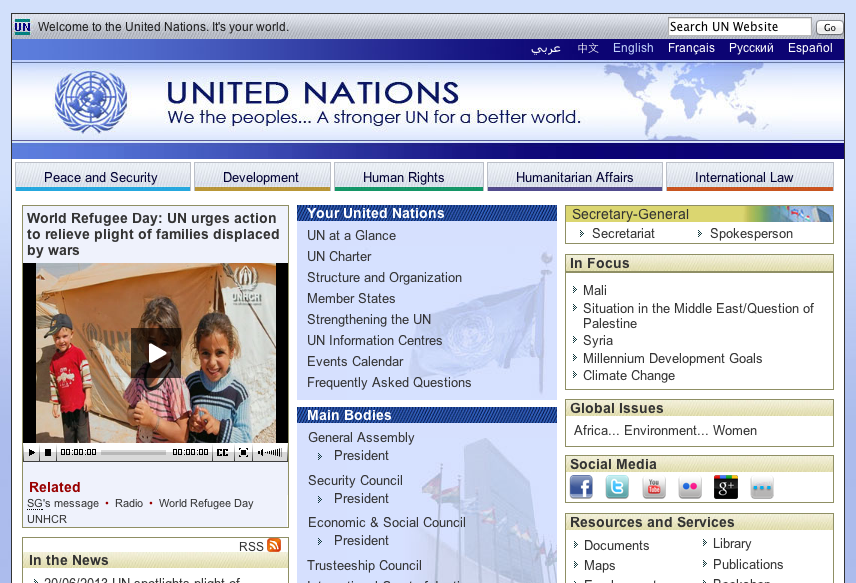 UN Welcome to the United Nations. It's your world.
Search UN Website Go
عربي 中文 English Français Русский Español
UNITED NATIONS
We the peoples... A stronger UN for a better world.
Peace and Security Development Human Rights Humanitarian Affairs International Law
World Refugee Day: UN urges action
to relieve plight of families displaced
by wars
UNHCR
00:00:00 00:00:00 CC
Related
SG's message • Radio • World Refugee Day
UNHCR
RSS
In the News
20/06/2013 UN spotlights plight of
Your United Nations
UN at a Glance
UN Charter
Structure and Organization
Member States
Strengthening the UN
UN Information Centres
Events Calendar
Frequently Asked Questions
Main Bodies
General Assembly
President
Security Council
President
Economic & Social Council
President
Trusteeship Council
Secretary-General
Secretariat Spokesperson
In Focus
Mali
Situation in the Middle East/Question of
Palestine
Syria
Millennium Development Goals
Climate Change
Global Issues
Africa... Environment... Women
Social Media
f t You Tube g+
Resources and Services
Documents Library
Maps Publications